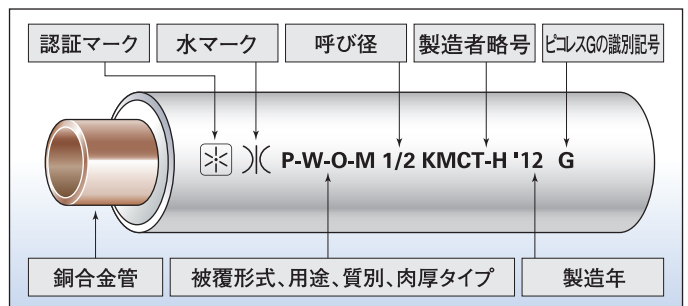 認証マーク 水マーク 呼び径 製造者略号 ピコレスGの識別記号
P-W-O-M 1/2 KMCT-H '12 G
銅合金管 被覆形式、用途、質別、肉厚タイプ 製造年